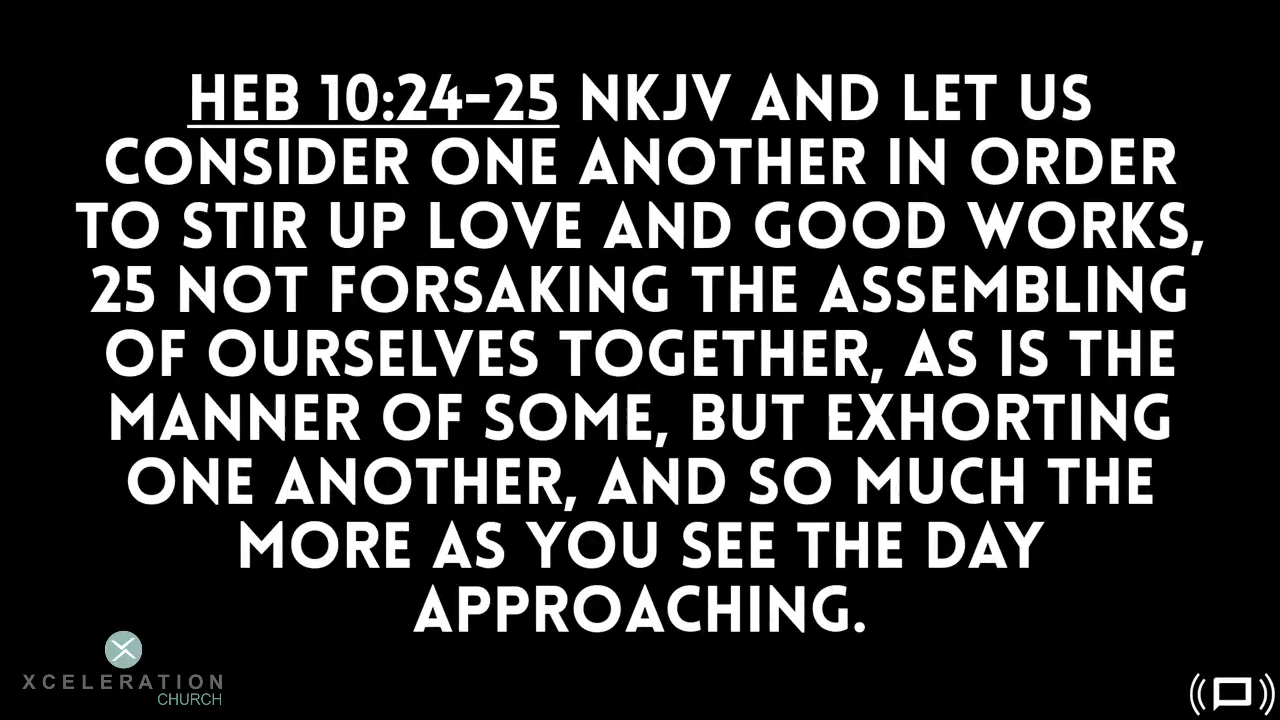 HEB 10:24-25 NKJV AND LET US
CONSIDER ONE ANOTHER IN ORDER
TO STIR UP LOVE AND GOOD WORKS,
25 NOT FORSAKING THE ASSEMBLING
OF OURSELVES TOGETHER, AS IS THE
MANNER OF SOME, BUT EXHORTING
ONE ANOTHER, AND SO MUCH THE
MORE AS YOU SEE THE DAY
APPROACHING.
XCELERATION
CHURCH